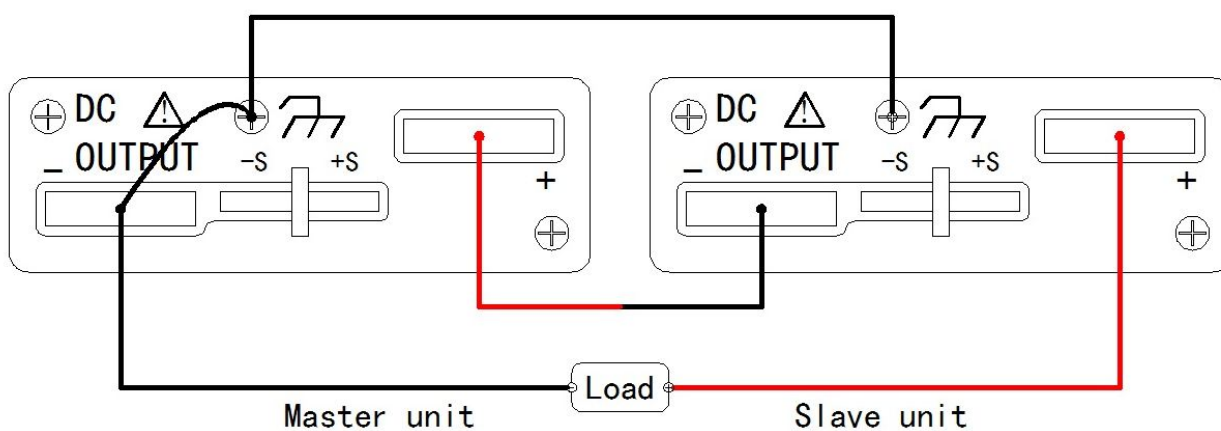 DC
_ OUTPUT
-S +S
+
DC
_ OUTPUT
-S +S
+
Load
Master unit
Slave unit